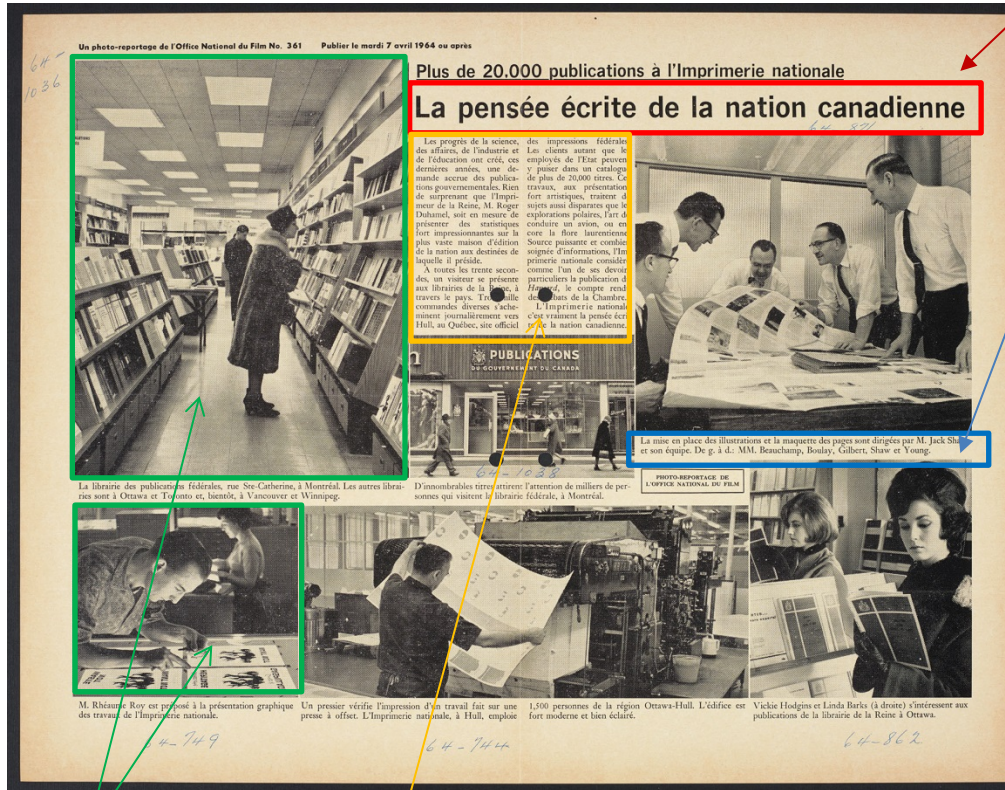 Un photo-reportage de l'Office National du Film No. 361 Publier le mardi 7 avril 1964 ou après
64-
1036
Plus de 20.000 publications à l'Imprimerie nationale
La pensée écrite de la nation canadienne
64-871
Les progrès de la science,
des affaires, de l'industrie et
de l'éducation ont créé, ces
dernières années, une de-
mande accrue des publica-
tions gouvernementales. Rien
de surprenant que l'Impri-
meur de la Reine, M. Roger
Duhamel, soit en mesure de
présenter des statistiques
fort impressionnantes sur la
plus vaste maison d'édition
de la nation aux destinées de
laquelle il préside.
A toutes les trente secon-
des, un visiteur se présente
aux librairies de la Reine, à
travers le pays. Trois mille
commandes diverses s'ache-
minent journalièrement vers
Hull, au Québec, site officiel
des impressions fédérales
Les clients autant que le
employés de l'Etat peuven
y puiser dans un catalogu
de plus de 20,000 titres. Ce
travaux, aux présentation
fort artistiques, traitent d
sujets aussi disparates que le
explorations polaires, l'art d
conduire un avion, ou en
core la flore laurentienne
Source puissante et combie
soignée d'informations, l'Im
primerie nationale considère
comme l'un de ses devoir
particuliers la publication d
Hansard, le compte rend
des débats de la Chambre.
L'Imprimerie nationale
c'est vraiment la pensée écri
te de la nation canadienne.
PUBLICATIONS
DU GOUVERNEMENT DU CANADA
64-1038
La mise en place des illustrations et la maquette des pages sont dirigées par M. Jack Shaw
et son équipe. De g. à d.: MM. Beauchamp, Boulay, Gilbert, Shaw et Young.
PHOTO-REPORTAGE DE
L'OFFICE NATIONAL DU FILM
La librairie des publications fédérales, rue Ste-Catherine, à Montréal. Les autres librai-
ries sont à Ottawa et Toronto et, bientôt, à Vancouver et Winnipeg.
D'innombrables titres attirent l'attention de milliers de per-
sonnes qui visitent la librairie fédérale, à Montréal.
M. Rhéaume Roy est préposé à la présentation graphique
des travaux de l'Imprimerie nationale.
Un pressier vérifie l'impression d'un travail fait sur une
presse à offset. L'Imprimerie nationale, à Hull, emploie
1,500 personnes de la région Ottawa-Hull. L'édifice est
fort moderne et bien éclairé.
Vickie Hodgins et Linda Barks (à droite) s'intéressent aux
publications de la librairie de la Reine à Ottawa.
64-749
64-744
64-862